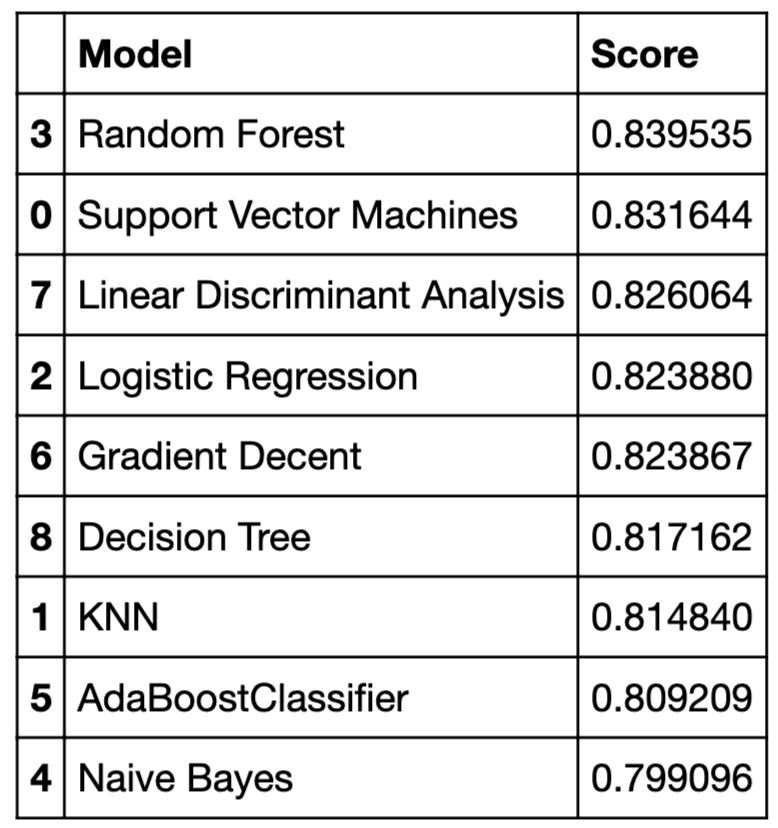 Model Score
3 Random Forest 0.839535
0 Support Vector Machines 0.831644
7 Linear Discriminant Analysis 0.826064
2 Logistic Regression 0.823880
6 Gradient Decent 0.823867
8 Decision Tree 0.817162
1 KNN 0.814840
5 AdaBoostClassifier 0.809209
4 Naive Bayes 0.799096